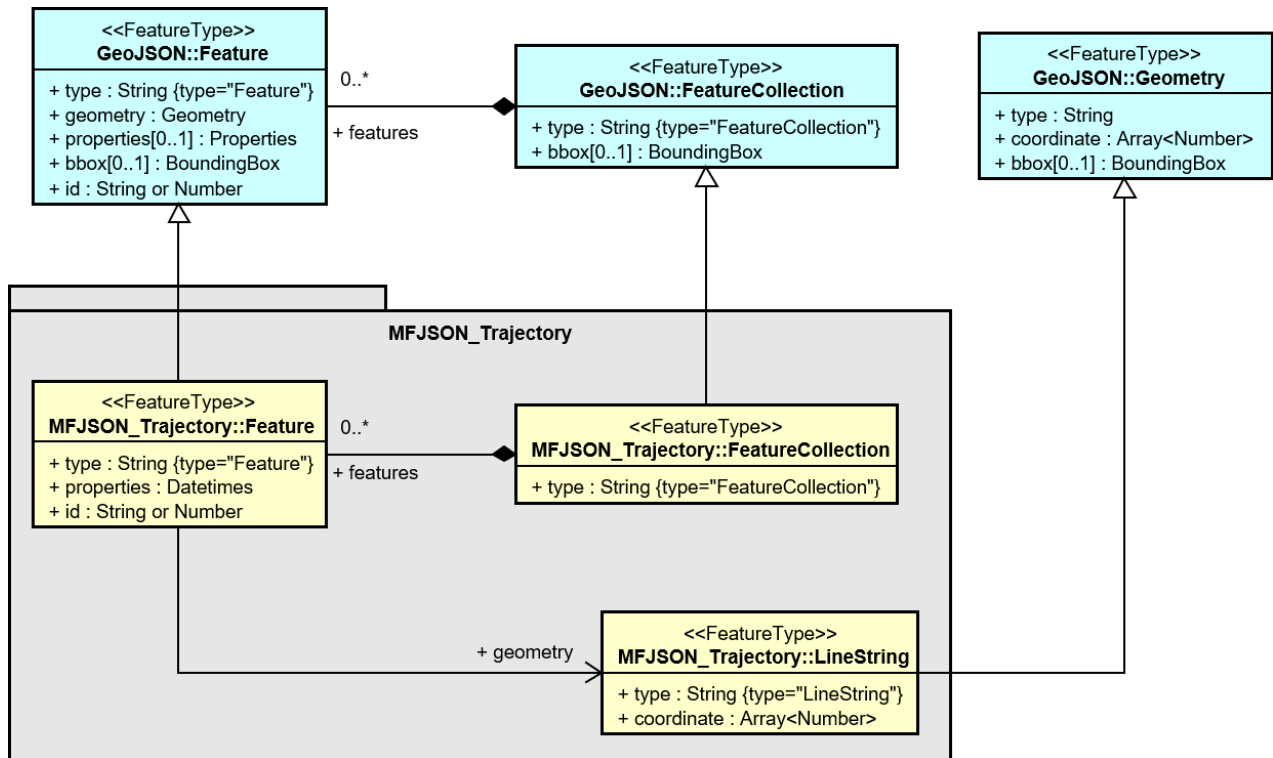 <<FeatureType>>
GeoJSON::Feature
+ type : String {type="Feature"}
+ geometry : Geometry
+ properties[0..1] : Properties
+ bbox[0..1] : BoundingBox
+ id : String or Number
0..*
+ features
<<FeatureType>>
GeoJSON::FeatureCollection
+ type : String {type="FeatureCollection"}
+ bbox[0..1] : BoundingBox
<<FeatureType>>
GeoJSON::Geometry
+ type : String
+ coordinate : Array<Number>
+ bbox[0..1] : BoundingBox
MFJSON_Trajectory
<<FeatureType>>
MFJSON_Trajectory::Feature
+ type : String {type="Feature"}
+ properties : Datetimes
+ id : String or Number
0..*
+ features
<<FeatureType>>
MFJSON_Trajectory::FeatureCollection
+ type : String {type="FeatureCollection"}
+ geometry
<<FeatureType>>
MFJSON_Trajectory::LineString
+ type : String {type="LineString"}
+ coordinate : Array<Number>